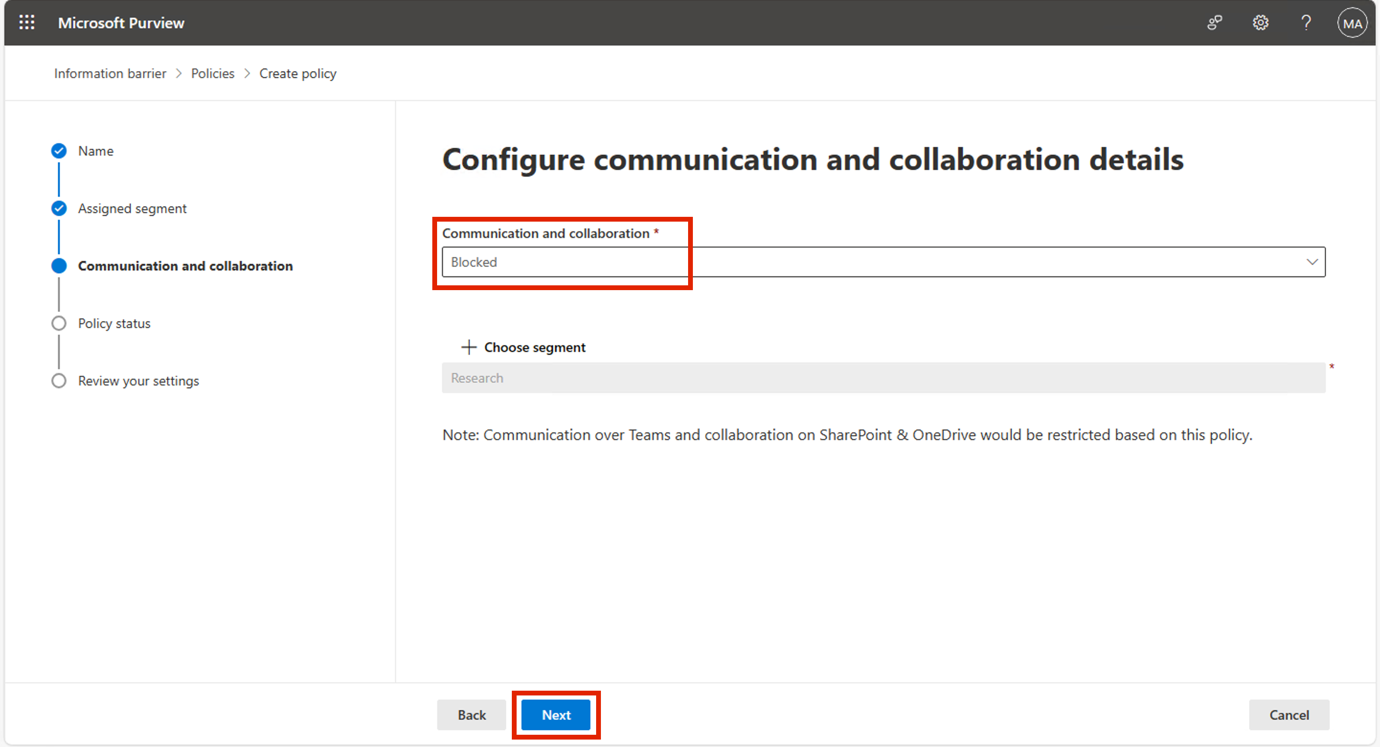 Microsoft Purview
MA
Information barrier > Policies > Create policy
Name
Assigned segment
Communication and collaboration
Policy status
Review your settings
Configure communication and collaboration details
Communication and collaboration *
Blocked
+ Choose segment
Research
*
Note: Communication over Teams and collaboration on SharePoint & OneDrive would be restricted based on this policy.
Back
Next
Cancel